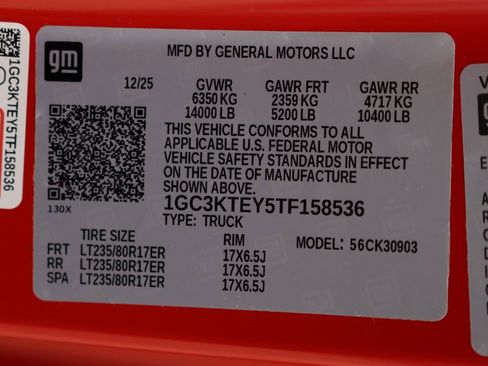 gm
MFD BY GENERAL MOTORS LLC
12/25 GVWR GAWR FRT GAWR RR
6350 KG 2359 KG 4717 KG
14000 LB 5200 LB 10400 LB
THIS VEHICLE CONFORMS TO ALL
APPLICABLE U.S. FEDERAL MOTOR
VEHICLE SAFETY STANDARDS IN EFFECT
ON THE DATE OF MANUFACTURE
SHOWN ABOVE.
130X
1GC3KTEY5TF158536
TYPE: TRUCK
TIRE SIZE RIM MODEL: 56CK30903
FRT LT235/80R17ER 17X6.5J
RR LT235/80R17ER 17X6.5J
SPA LT235/80R17ER 17X6.5J
1GC3KTEY5TF158536